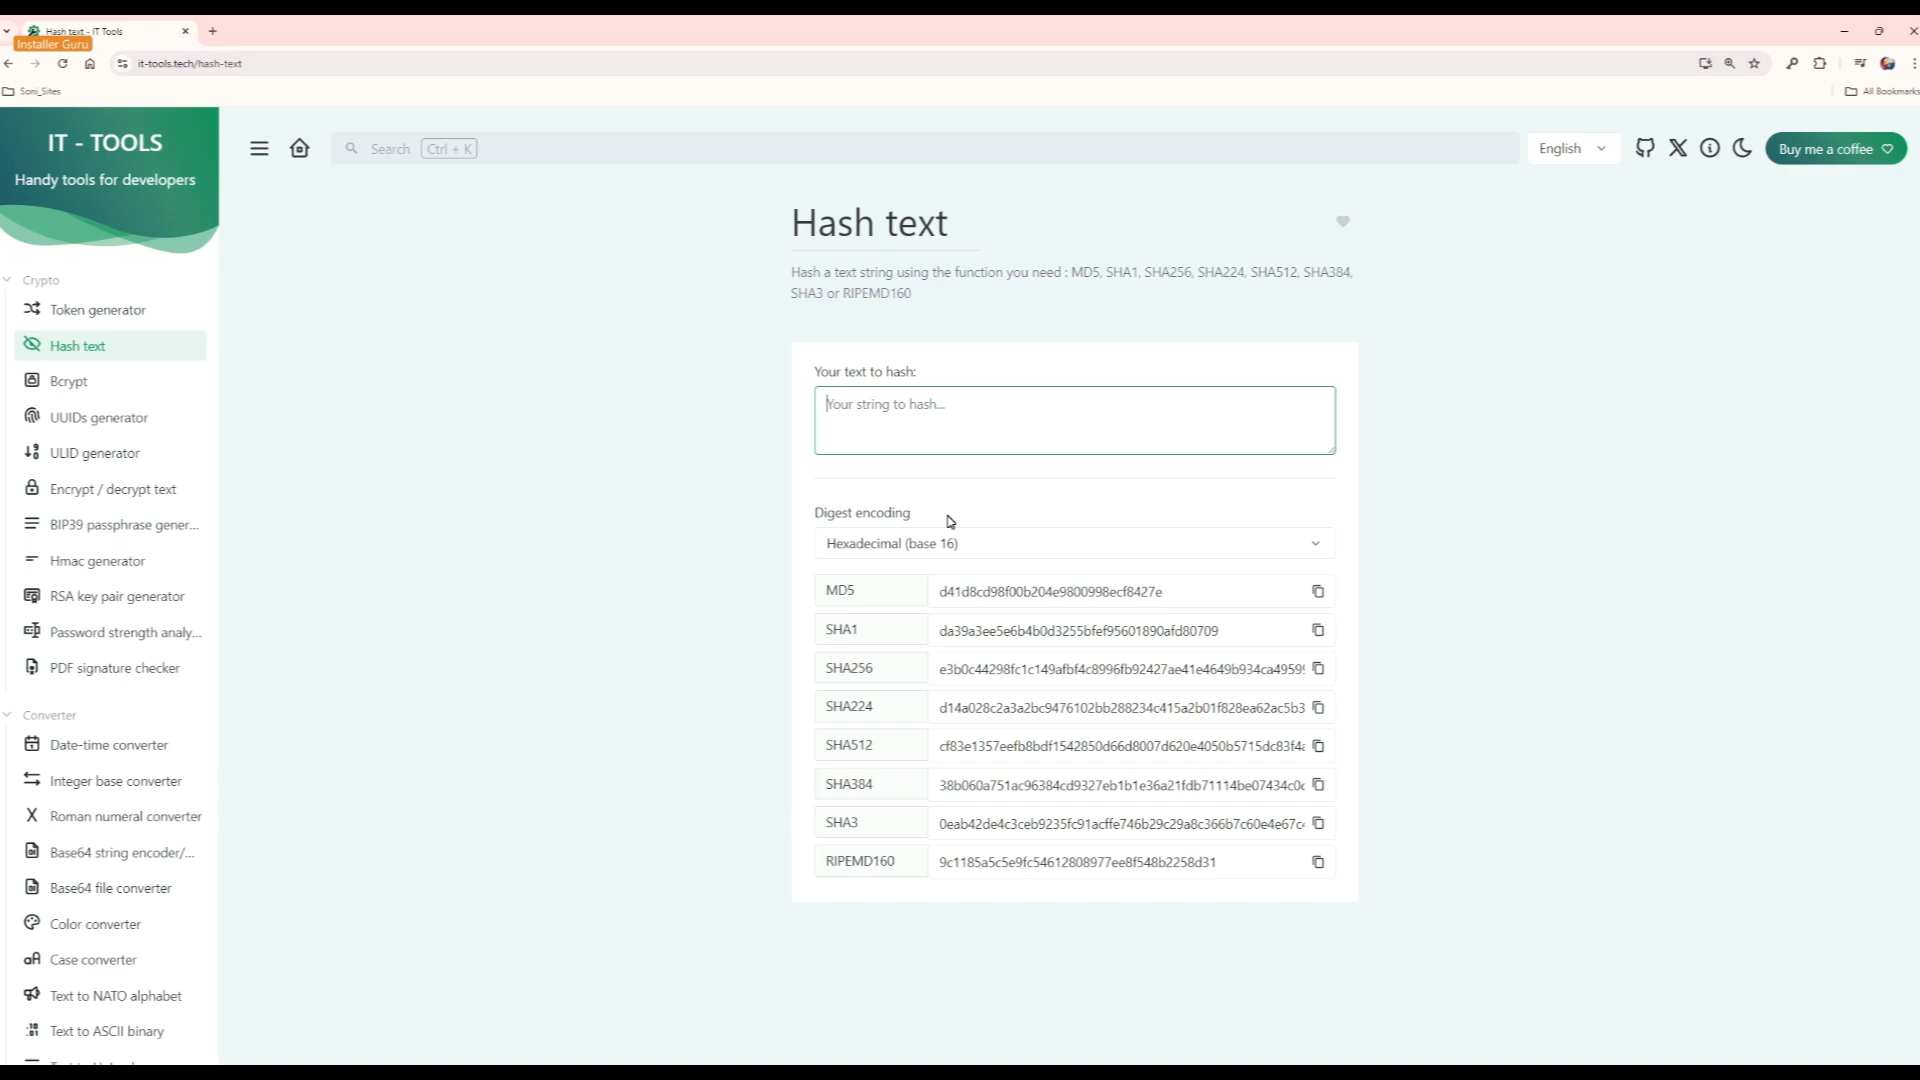 Hash text - IT Tools
Installer Guru
it-tools.tech/hash-text
Soni_Sites
All Bookmarks
IT - TOOLS
Handy tools for developers
Search Ctrl + K
English
Buy me a coffee
Crypto
Token generator
Hash text
Bcrypt
UUIDs generator
ULID generator
Encrypt / decrypt text
BIP39 passphrase gener...
Hmac generator
RSA key pair generator
Password strength analy...
PDF signature checker
Converter
Date-time converter
Integer base converter
Roman numeral converter
Base64 string encoder/...
Base64 file converter
Color converter
Case converter
Text to NATO alphabet
Text to ASCII binary
Hash text
Hash a text string using the function you need : MD5, SHA1, SHA256, SHA224, SHA512, SHA384,
SHA3 or RIPEMD160
Your text to hash:
Your string to hash...
Digest encoding
Hexadecimal (base 16)
MD5 d41d8cd98f00b204e9800998ecf8427e
SHA1 da39a3ee5e6b4b0d3255bfef95601890afd80709
SHA256 e3b0c44298fc1c149afbf4c8996fb92427ae41e4649b934ca49599
SHA224 d14a028c2a3a2bc9476102bb288234c415a2b01f828ea62ac5b3
SHA512 cf83e1357eefb8bdf1542850d66d8007d620e4050b5715dc83f4a
SHA384 38b060a751ac96384cd9327eb1b1e36a21fdb71114be07434c0c
SHA3 0eab42de4c3ceb9235fc91acffe746b29c29a8c366b7c60e4e67c4
RIPEMD160 9c1185a5c5e9fc54612808977ee8f548b2258d31